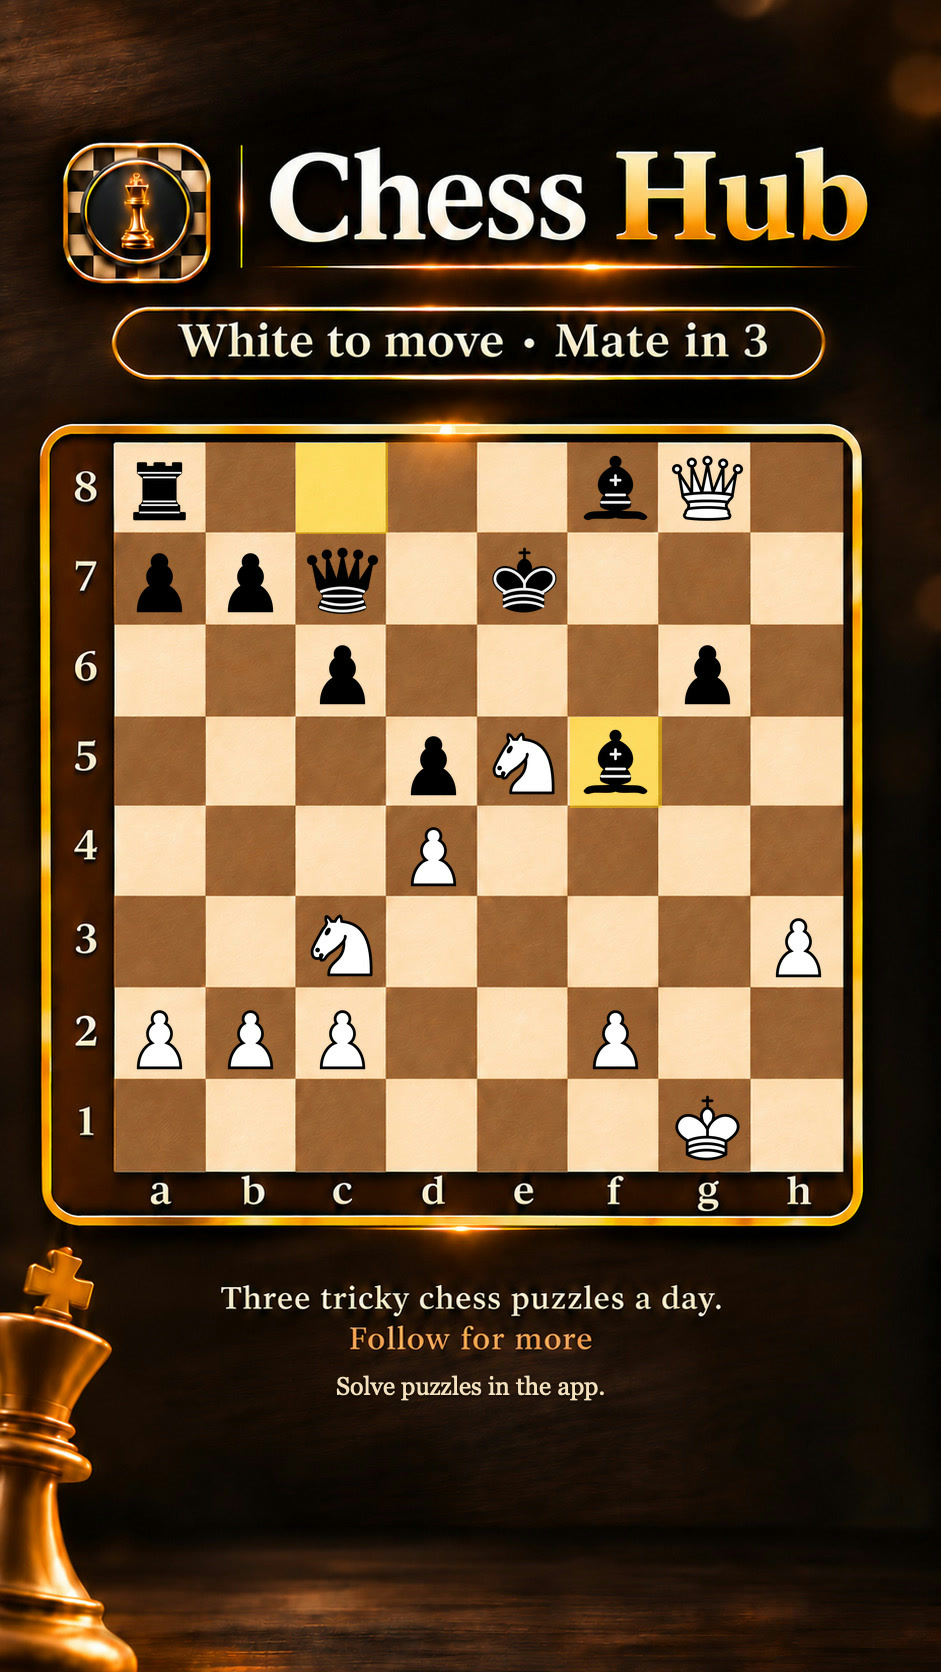 Chess Hub
White to move • Mate in 3
8
7
6
5
4
3
2
1
a b c d e f g h
Three tricky chess puzzles a day.
Follow for more
Solve puzzles in the app.